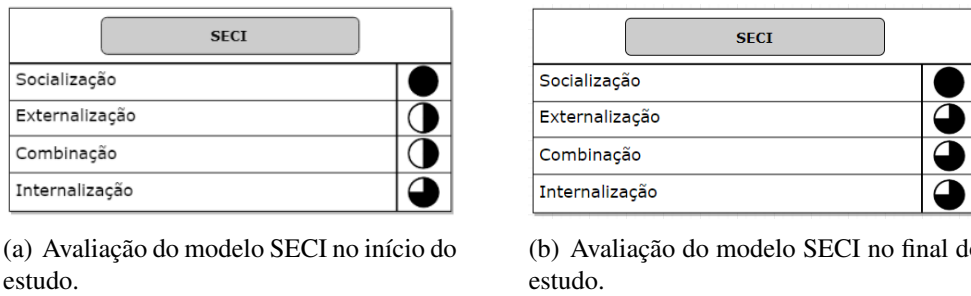 SECI
Socialização
Externalização
Combinação
Internalização
(a) Avaliação do modelo SECI no início do
estudo.
SECI
Socialização
Externalização
Combinação
Internalização
(b) Avaliação do modelo SECI no final do
estudo.